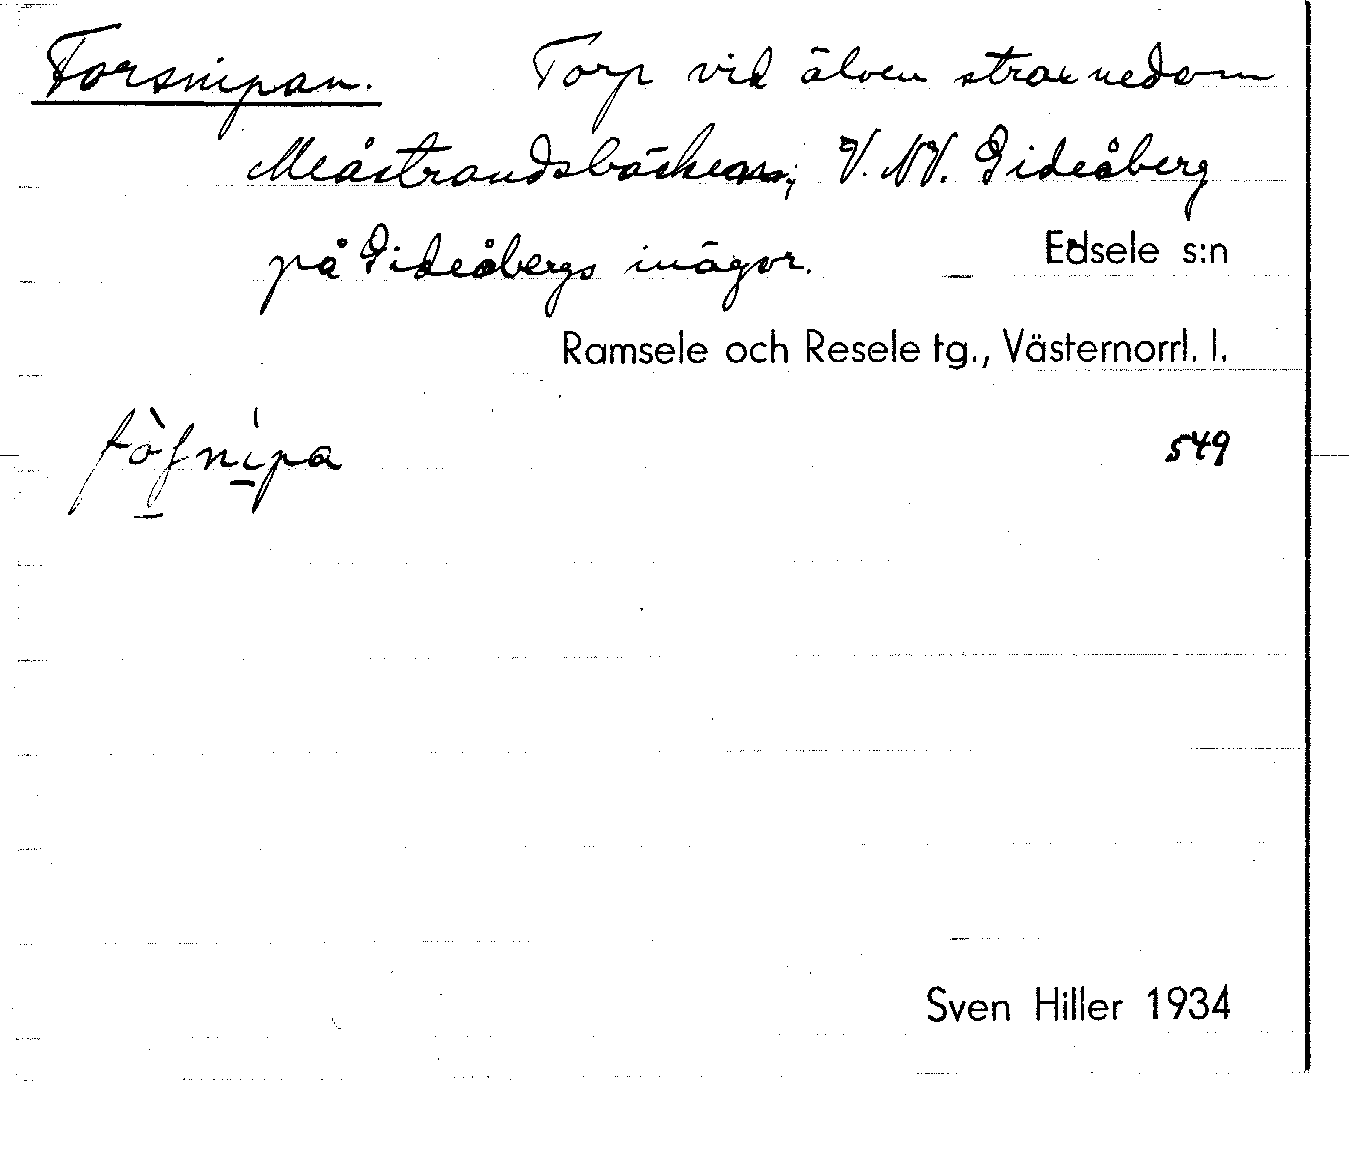 Forsnipan. Torp vid älven strax nedom
Meåstrandsbäcken; V. NV. Gideåberg
på Gideåbergs inägor. Edsele s:n
Ramsele och Resele tg., Västernorrl. l.
549
Sven Hiller 1934